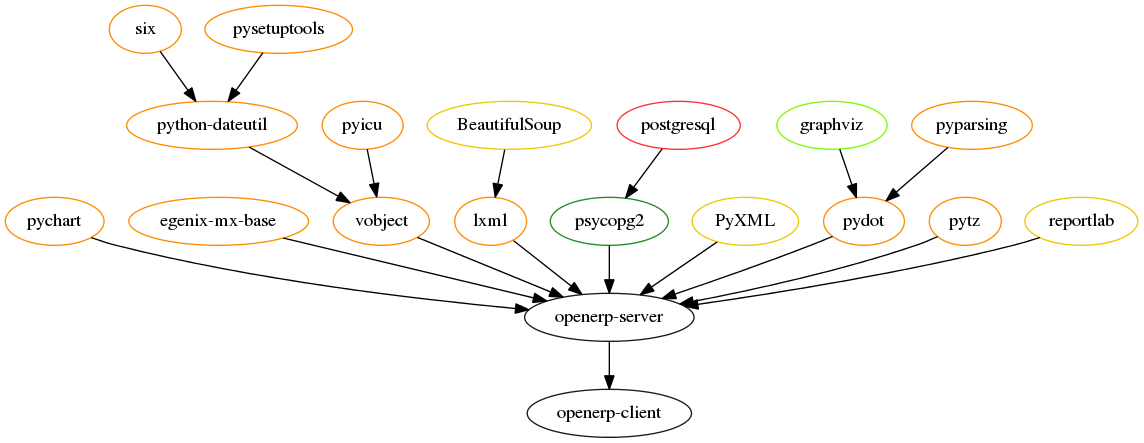 six
pysetuptools
python-dateutil
pyicu
BeautifulSoup
postgresql
graphviz
pyparsing
pychart
egenix-mx-base
vobject
lxml
psycopg2
PyXML
pydot
pytz
reportlab
openerp-server
openerp-client